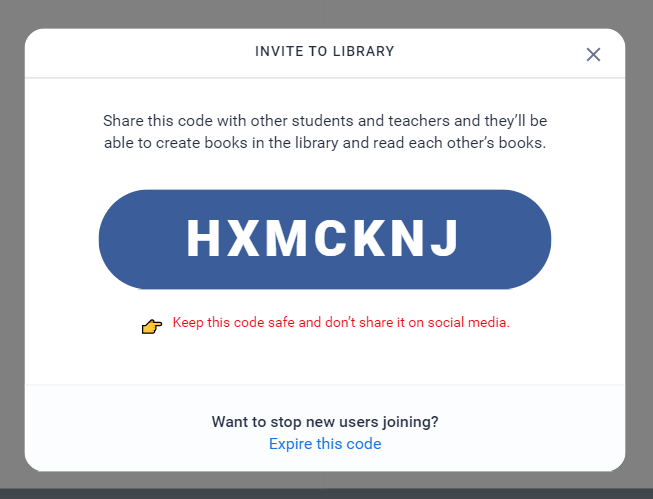 INVITE TO LIBRARY
Share this code with other students and teachers and they’ll be
able to create books in the library and read each other’s books.
HXMCKNJ
Keep this code safe and don’t share it on social media.
Want to stop new users joining?
Expire this code